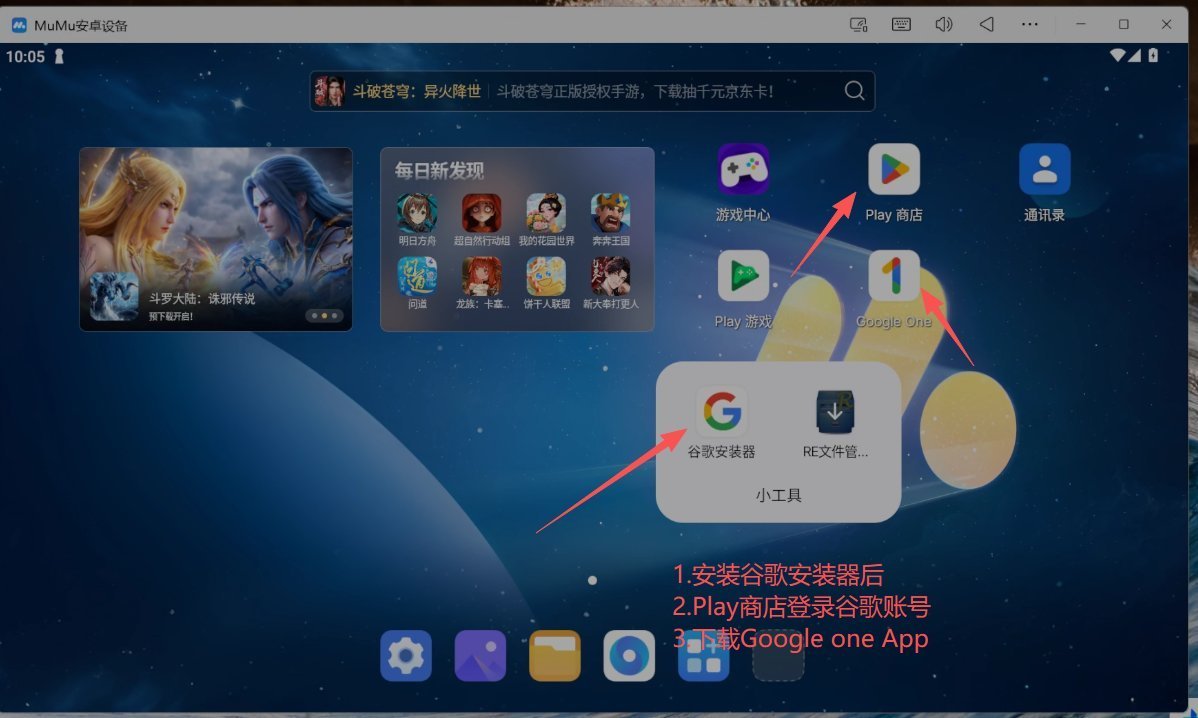 MuMu安卓设备
10:05
斗破苍穹：异火降世 斗破苍穹正版授权手游，下载抽千元京东卡！
斗罗大陆：诛邪传说
预下载开启！
每日新发现
明日方舟 超自然行动组 我的花园世界 奔奔王国
问道 龙族：卡塞.. 饼干人联盟 新大奉打更人
游戏中心 Play 商店 通讯录
Play 游戏 Google One
谷歌安装器 RE文件管...
小工具
1.安装谷歌安装器后
2.Play商店登录谷歌账号
3.下载Google one App